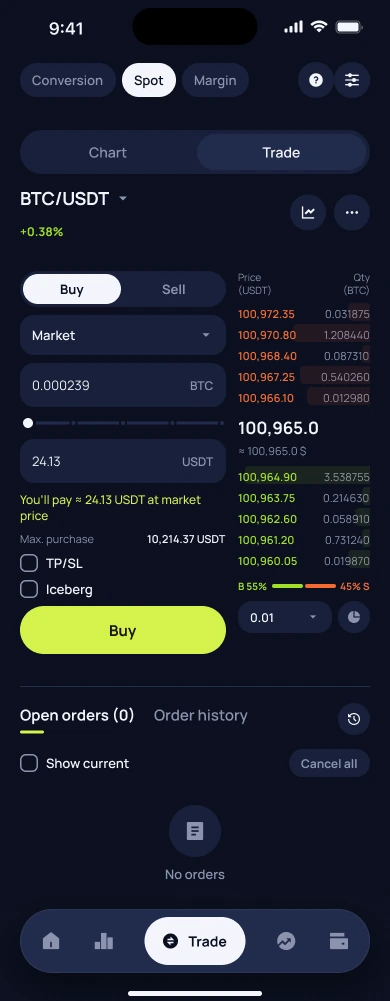 9:41
Conversion Spot Margin
Chart Trade
BTC/USDT
+0.38%
Buy Sell
Market
0.000239 BTC
24.13 USDT
You'll pay ≈ 24.13 USDT at market
price
Max. purchase 10,214.37 USDT
TP/SL
Iceberg
Buy
Price Qty
(USDT) (BTC)
100,972.35 0.031875
100,970.80 1.208440
100,968.40 0.087310
100,967.25 0.540260
100,966.10 0.012980
100,965.0
≈ 100,965.0 $
100,964.90 3.538755
100,963.75 0.214630
100,962.60 0.058910
100,961.20 0.731240
100,960.05 0.019870
B 55% 45% S
0.01
Open orders (0) Order history
Show current Cancel all
No orders
Trade